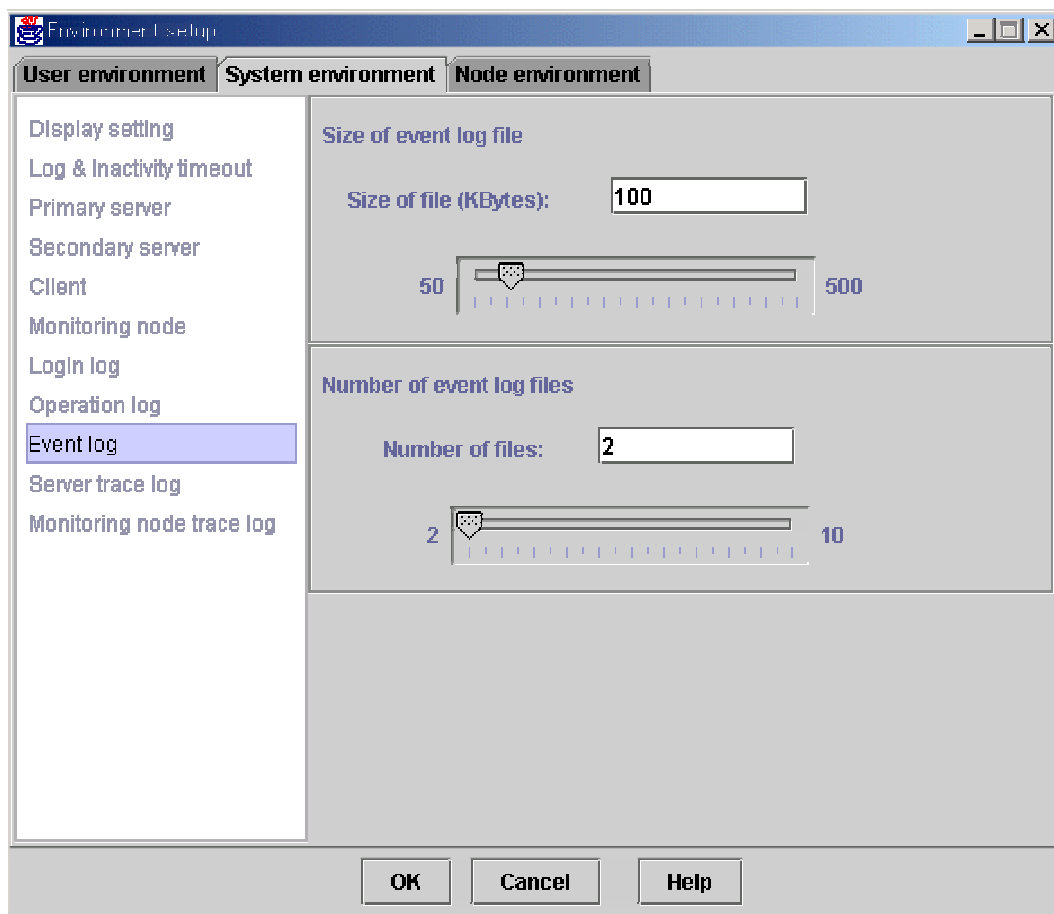 Environment setup
User environment System environment Node environment
Display setting
Log & Inactivity timeout
Primary server
Secondary server
Client
Monitoring node
Login log
Operation log
Event log
Server trace log
Monitoring node trace log
Size of event log file
Size of file (KBytes): 100
50 500
Number of event log files
Number of files: 2
2 10
OK Cancel Help